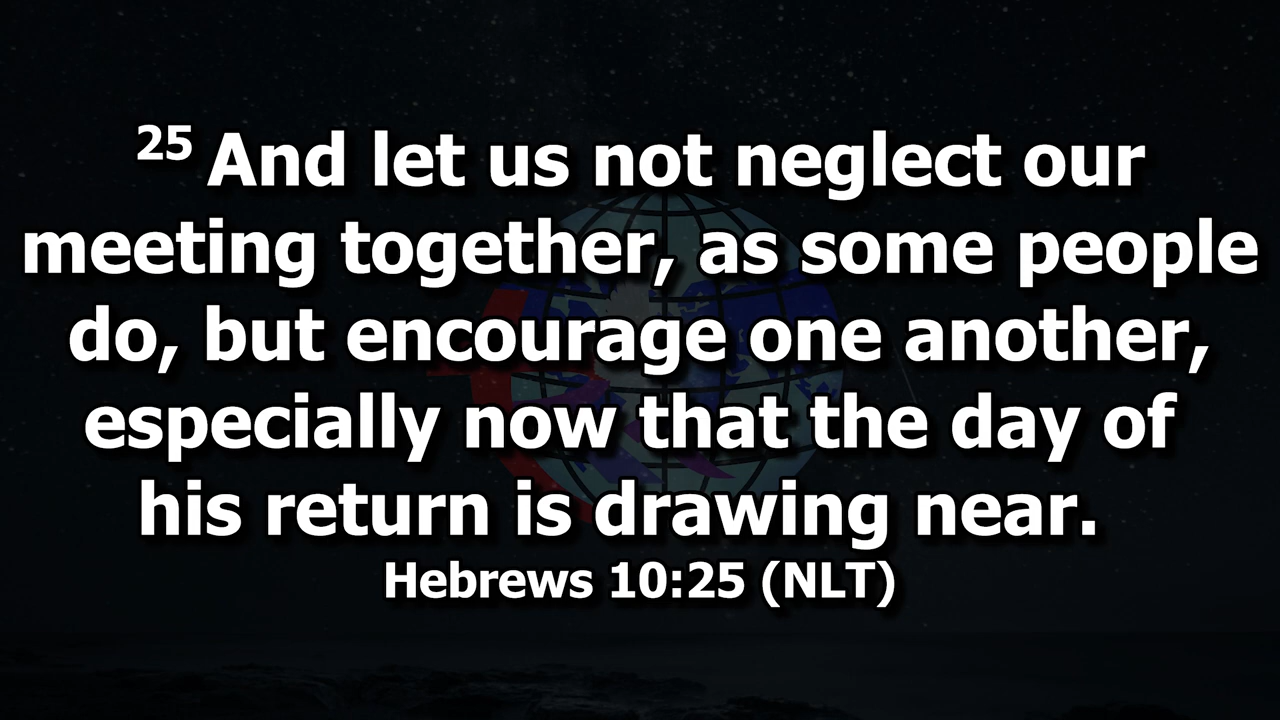 25 And let us not neglect our
meeting together, as some people
do, but encourage one another,
especially now that the day of
his return is drawing near.
Hebrews 10:25 (NLT)